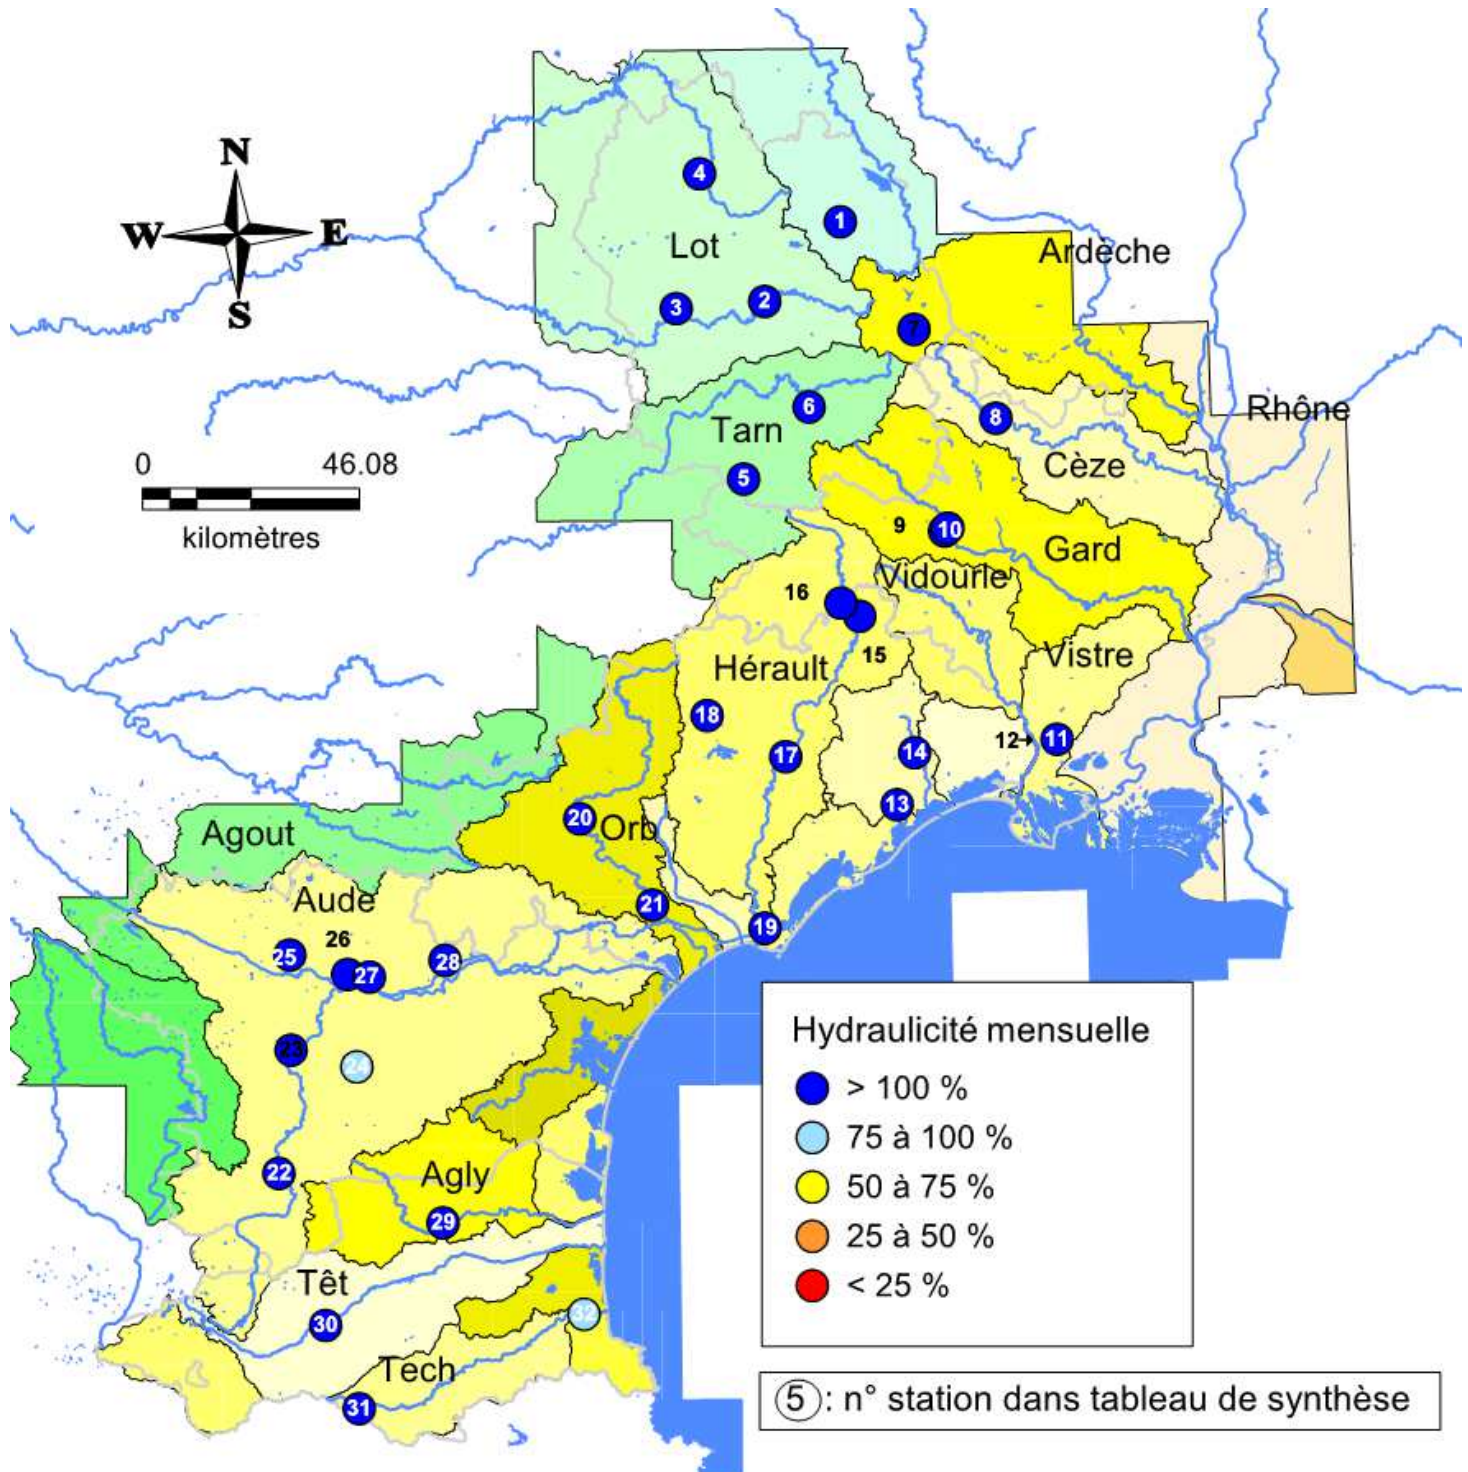 N
W
E
S
4
1
Lot
Ardèche
3
2
7
6
Tarn
8
Rhône
0
46.08
kilomètres
5
Cèze
9
10
Gard
Vidourle
16
15
Hérault
Vistre
18
17
14
12
11
13
20
Orb
Agout
21
19
Aude
26
25
27
28
23
24
22
Agly
29
Têt
30
32
Tech
31
Hydraulicité mensuelle
> 100 %
75 à 100 %
50 à 75 %
25 à 50 %
< 25 %
5 : n° station dans tableau de synthèse